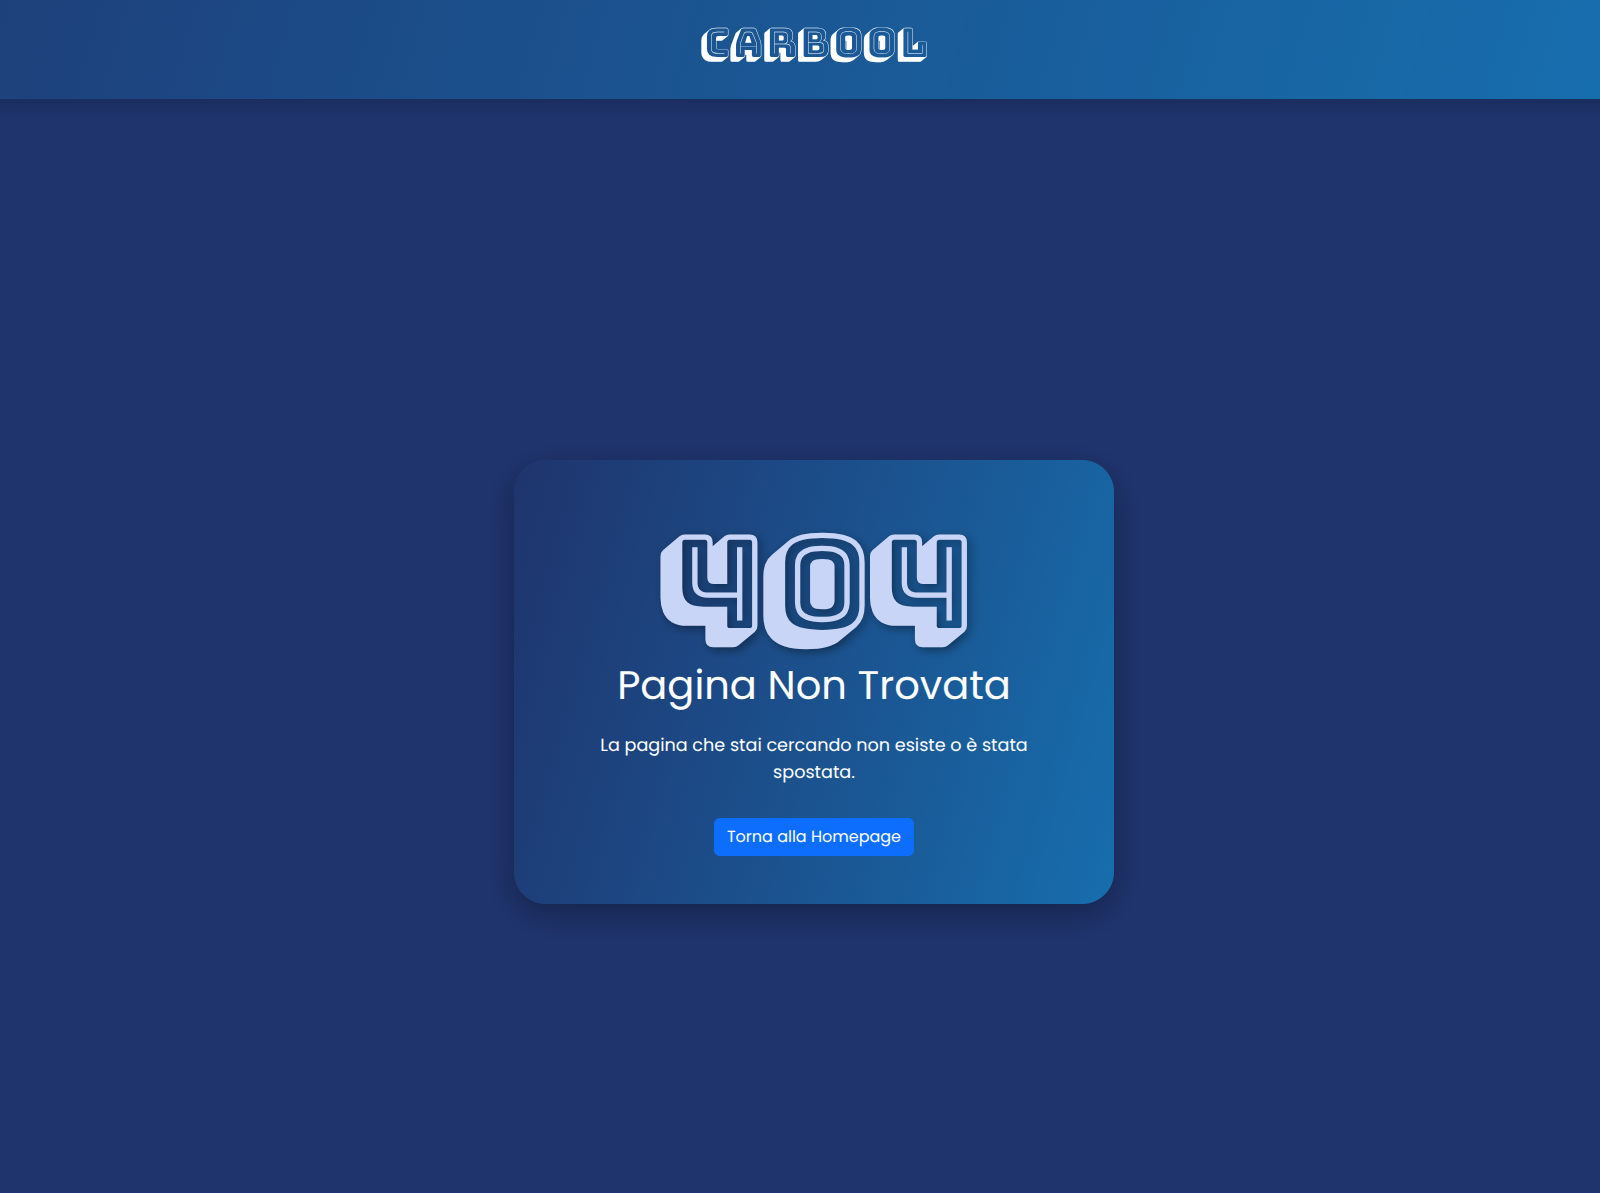 CARBOOL
404
Pagina Non Trovata
La pagina che stai cercando non esiste o è stata
spostata.
Torna alla Homepage